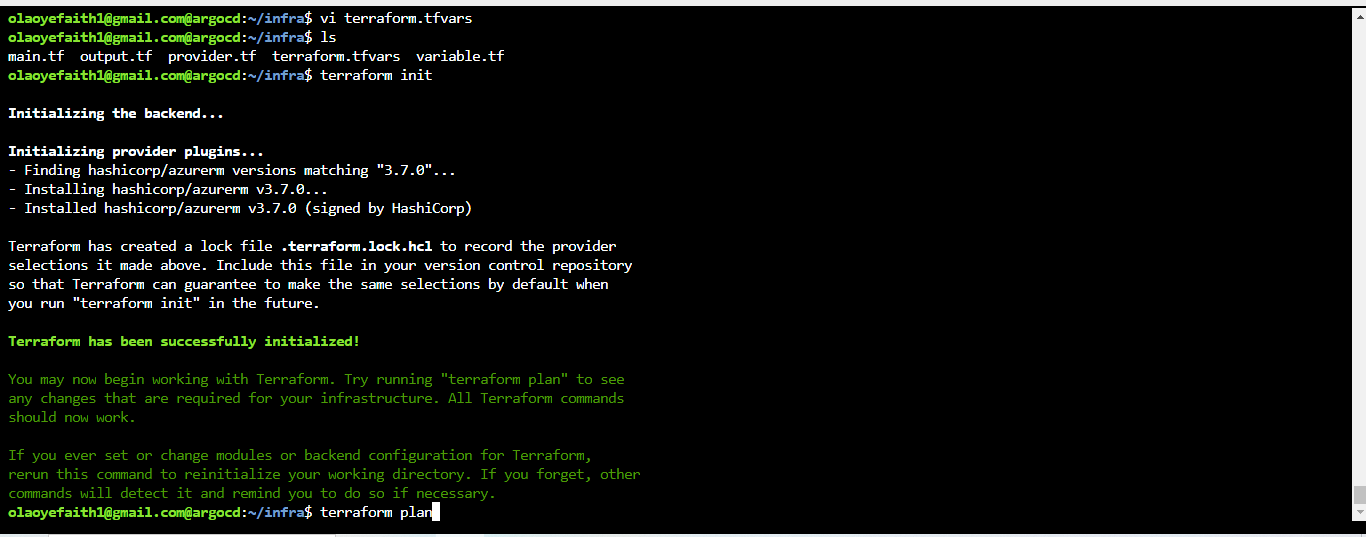 olaoyefaith1@gmail.com@argocd:~/infra$ vi terraform.tfvars
olaoyefaith1@gmail.com@argocd:~/infra$ ls
main.tf  output.tf  provider.tf  terraform.tfvars  variable.tf
olaoyefaith1@gmail.com@argocd:~/infra$ terraform init
Initializing the backend...
Initializing provider plugins...
- Finding hashicorp/azurerm versions matching "3.7.0"...
- Installing hashicorp/azurerm v3.7.0...
- Installed hashicorp/azurerm v3.7.0 (signed by HashiCorp)
Terraform has created a lock file .terraform.lock.hcl to record the provider
selections it made above. Include this file in your version control repository
so that Terraform can guarantee to make the same selections by default when
you run "terraform init" in the future.
Terraform has been successfully initialized!
You may now begin working with Terraform. Try running "terraform plan" to see
any changes that are required for your infrastructure. All Terraform commands
should now work.
If you ever set or change modules or backend configuration for Terraform,
rerun this command to reinitialize your working directory. If you forget, other
commands will detect it and remind you to do so if necessary.
olaoyefaith1@gmail.com@argocd:~/infra$ terraform plan